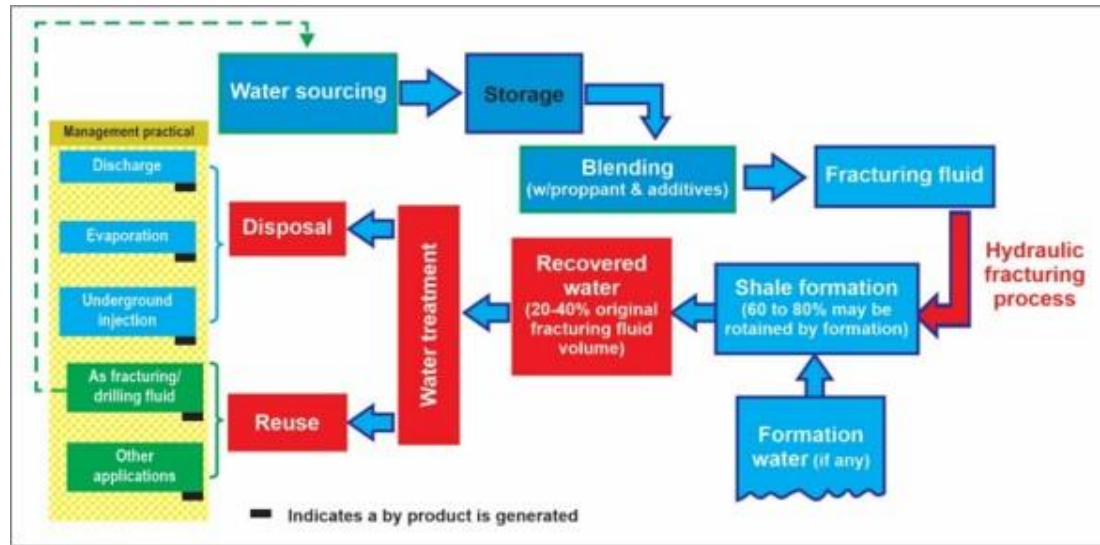 Water sourcing
Storage
Management practical
Discharge
Blending
(w/proppant & additives)
Fracturing fluid
Evaporation
Disposal
Water treatment
Recovered
water
(20-40% original
fracturing fluid
volume)
Shale formation
(60 to 80% may be
rotained by formation)
Hydraulic
fracturing
process
Underground
injection
As fracturing/
drilling fluid
Reuse
Formation
water (if any)
Other
applications
Indicates a by product is generated